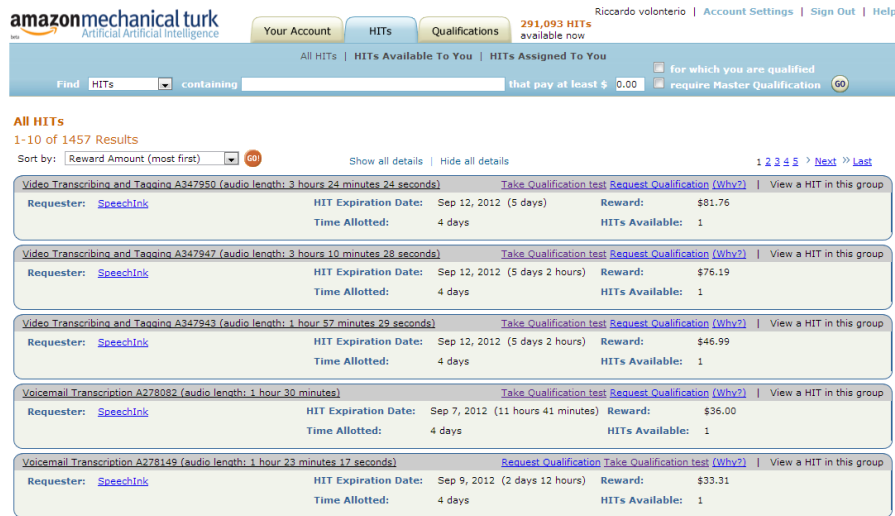 Riccardo volonterio | Account Settings | Sign Out | Help
amazonmechanical turk
beta Artificial Artificial Intelligence
Your Account HITs Qualifications 291,093 HITs
available now
All HITs | HITs Available To You | HITs Assigned To You
for which you are qualified
Find HITs containing that pay at least $ 0.00 require Master Qualification GO
All HITs
1-10 of 1457 Results
Sort by: Reward Amount (most first) GO! Show all details | Hide all details 1 2 3 4 5 › Next » Last
Video Transcribing and Tagging A347950 (audio length: 3 hours 24 minutes 24 seconds) Take Qualification test Request Qualification (Why?) | View a HIT in this group
Requester: SpeechInk HIT Expiration Date: Sep 12, 2012 (5 days) Reward: $81.76
Time Allotted: 4 days HITs Available: 1
Video Transcribing and Tagging A347947 (audio length: 3 hours 10 minutes 28 seconds) Take Qualification test Request Qualification (Why?) | View a HIT in this group
Requester: SpeechInk HIT Expiration Date: Sep 12, 2012 (5 days 2 hours) Reward: $76.19
Time Allotted: 4 days HITs Available: 1
Video Transcribing and Tagging A347943 (audio length: 1 hour 57 minutes 29 seconds) Take Qualification test Request Qualification (Why?) | View a HIT in this group
Requester: SpeechInk HIT Expiration Date: Sep 12, 2012 (5 days 2 hours) Reward: $46.99
Time Allotted: 4 days HITs Available: 1
Voicemail Transcription A278082 (audio length: 1 hour 30 minutes) Take Qualification test Request Qualification (Why?) | View a HIT in this group
Requester: SpeechInk HIT Expiration Date: Sep 7, 2012 (11 hours 41 minutes) Reward: $36.00
Time Allotted: 4 days HITs Available: 1
Voicemail Transcription A278149 (audio length: 1 hour 23 minutes 17 seconds) Request Qualification Take Qualification test (Why?) | View a HIT in this group
Requester: SpeechInk HIT Expiration Date: Sep 9, 2012 (2 days 12 hours) Reward: $33.31
Time Allotted: 4 days HITs Available: 1